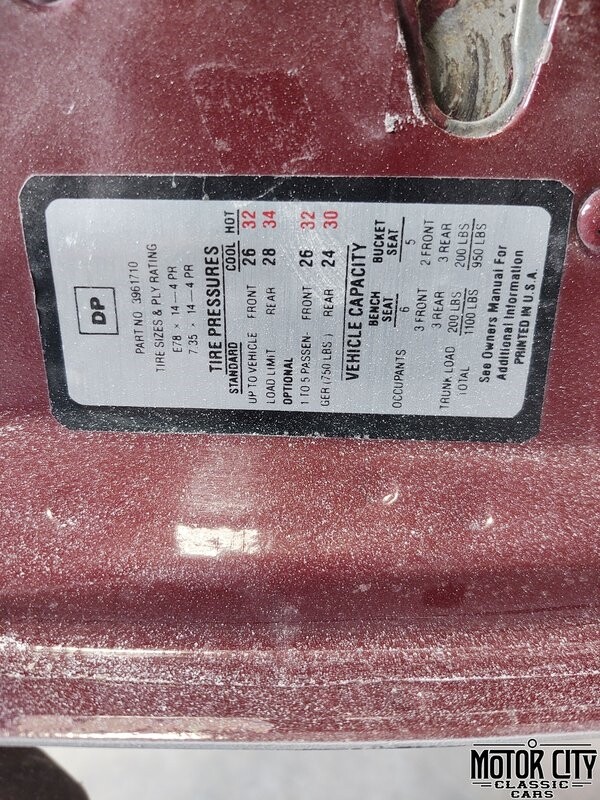 DP
PART NO 3961710
TIRE SIZES & PLY RATING
E78 × 14—4 PR
7.35 × 14—4 PR
TIRE PRESSURES
STANDARD COOL HOT
UP TO VEHICLE FRONT 26 32
LOAD LIMIT REAR 28 34
OPTIONAL
1 TO 5 PASSEN- FRONT 26 32
GER (750 LBS) REAR 24 30
VEHICLE CAPACITY
BENCH SEAT BUCKET SEAT
OCCUPANTS 6 5
3 FRONT 2 FRONT
3 REAR 3 REAR
TRUNK LOAD 200 LBS 200 LBS
TOTAL 1100 LBS 950 LBS
See Owners Manual For
Additional Information
PRINTED IN U.S.A.
MOTOR CITY
CLASSIC
CARS